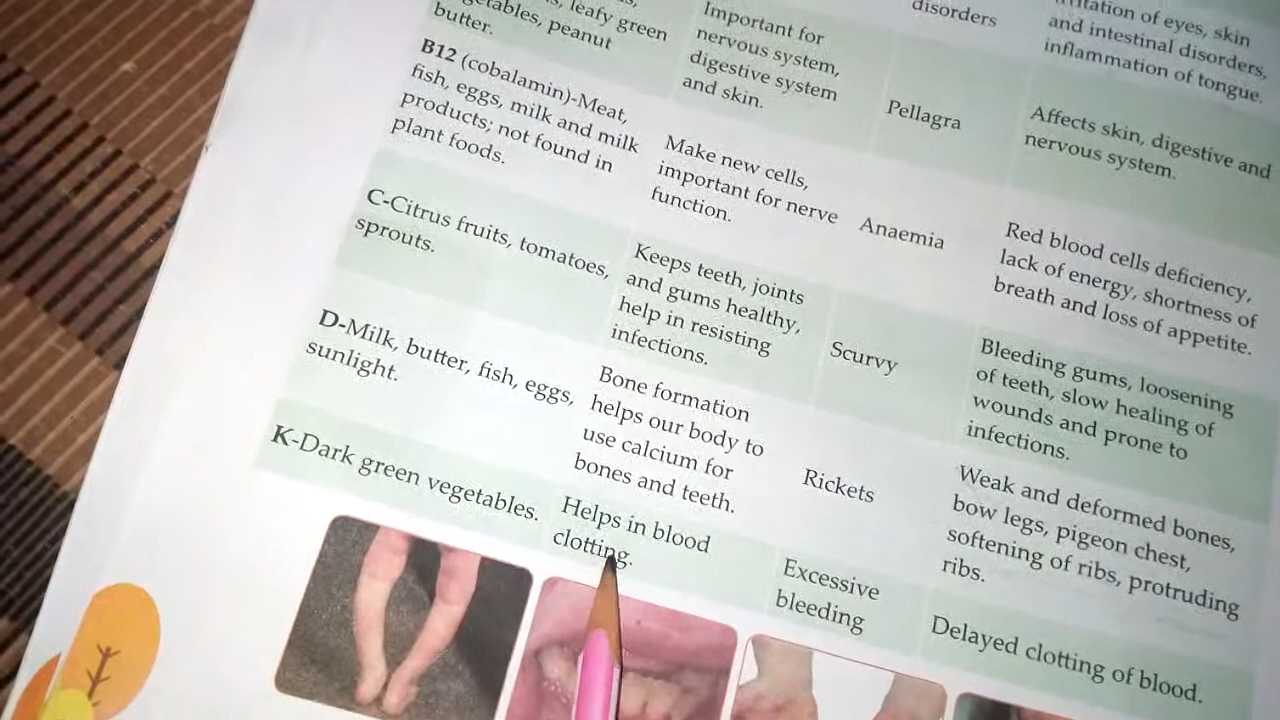 getables, peanut
leafy green
butter.
Important for
nervous system,
digestive system
and skin.
disorders
Pellagra
of eyes, skin
and intestinal disorders,
inflammation of tongue.
Affects skin, digestive and
nervous system.
B12 (cobalamin)-Meat,
fish, eggs, milk and milk
products; not found in
plant foods.
Make new cells,
important for nerve
function.
Anaemia
Red blood cells deficiency,
lack of energy, shortness of
breath and loss of appetite.
C-Citrus fruits, tomatoes,
sprouts.
Keeps teeth, joints
and gums healthy,
help in resisting
infections.
Scurvy
Bleeding gums, loosening
of teeth, slow healing of
wounds and prone to
infections.
D-Milk, butter, fish, eggs,
sunlight.
Bone formation
helps our body to
use calcium for
bones and teeth.
Rickets
Weak and deformed bones,
bow legs, pigeon chest,
softening of ribs, protruding
ribs.
K-Dark green vegetables.
Helps in blood
clotting.
Excessive
bleeding
Delayed clotting of blood.